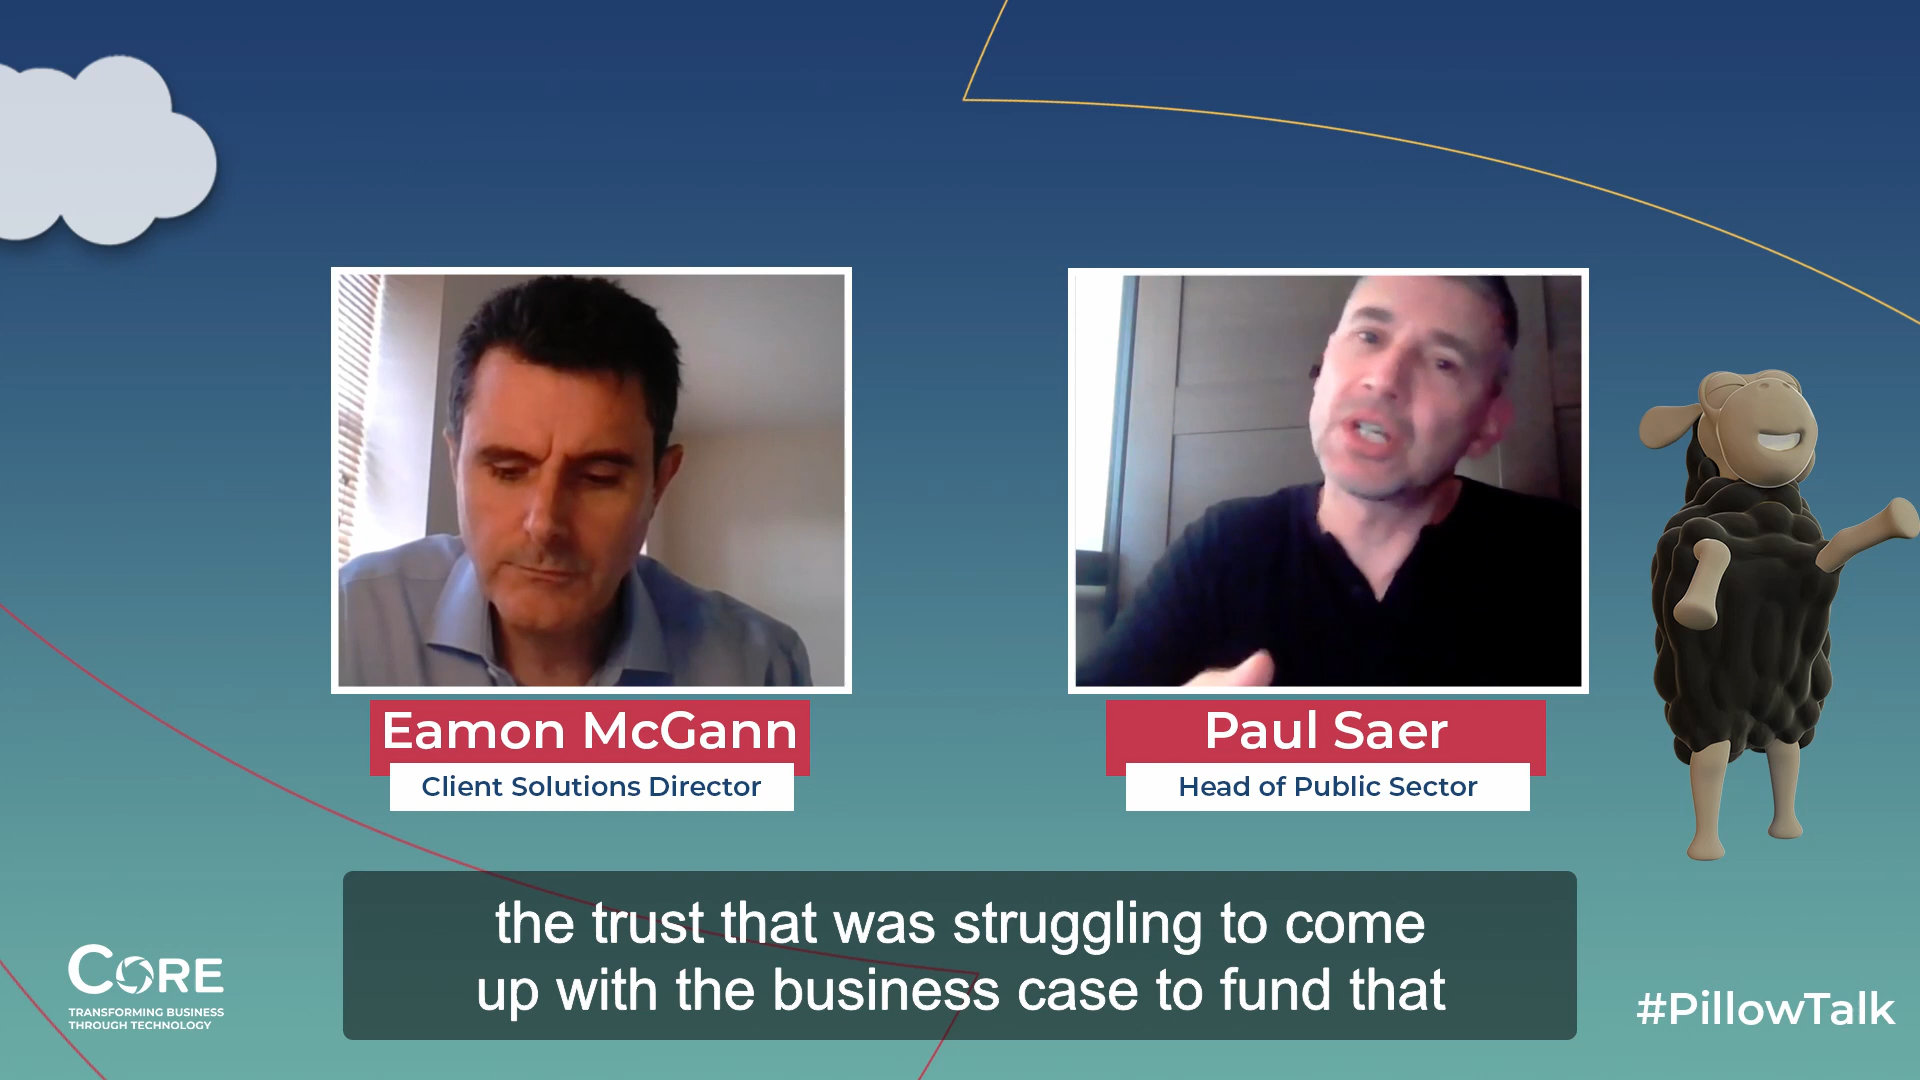 Eamon McGann
Client Solutions Director
Paul Saer
Head of Public Sector
the trust that was struggling to come
up with the business case to fund that
CORE
TRANSFORMING BUSINESS
THROUGH TECHNOLOGY
#PillowTalk